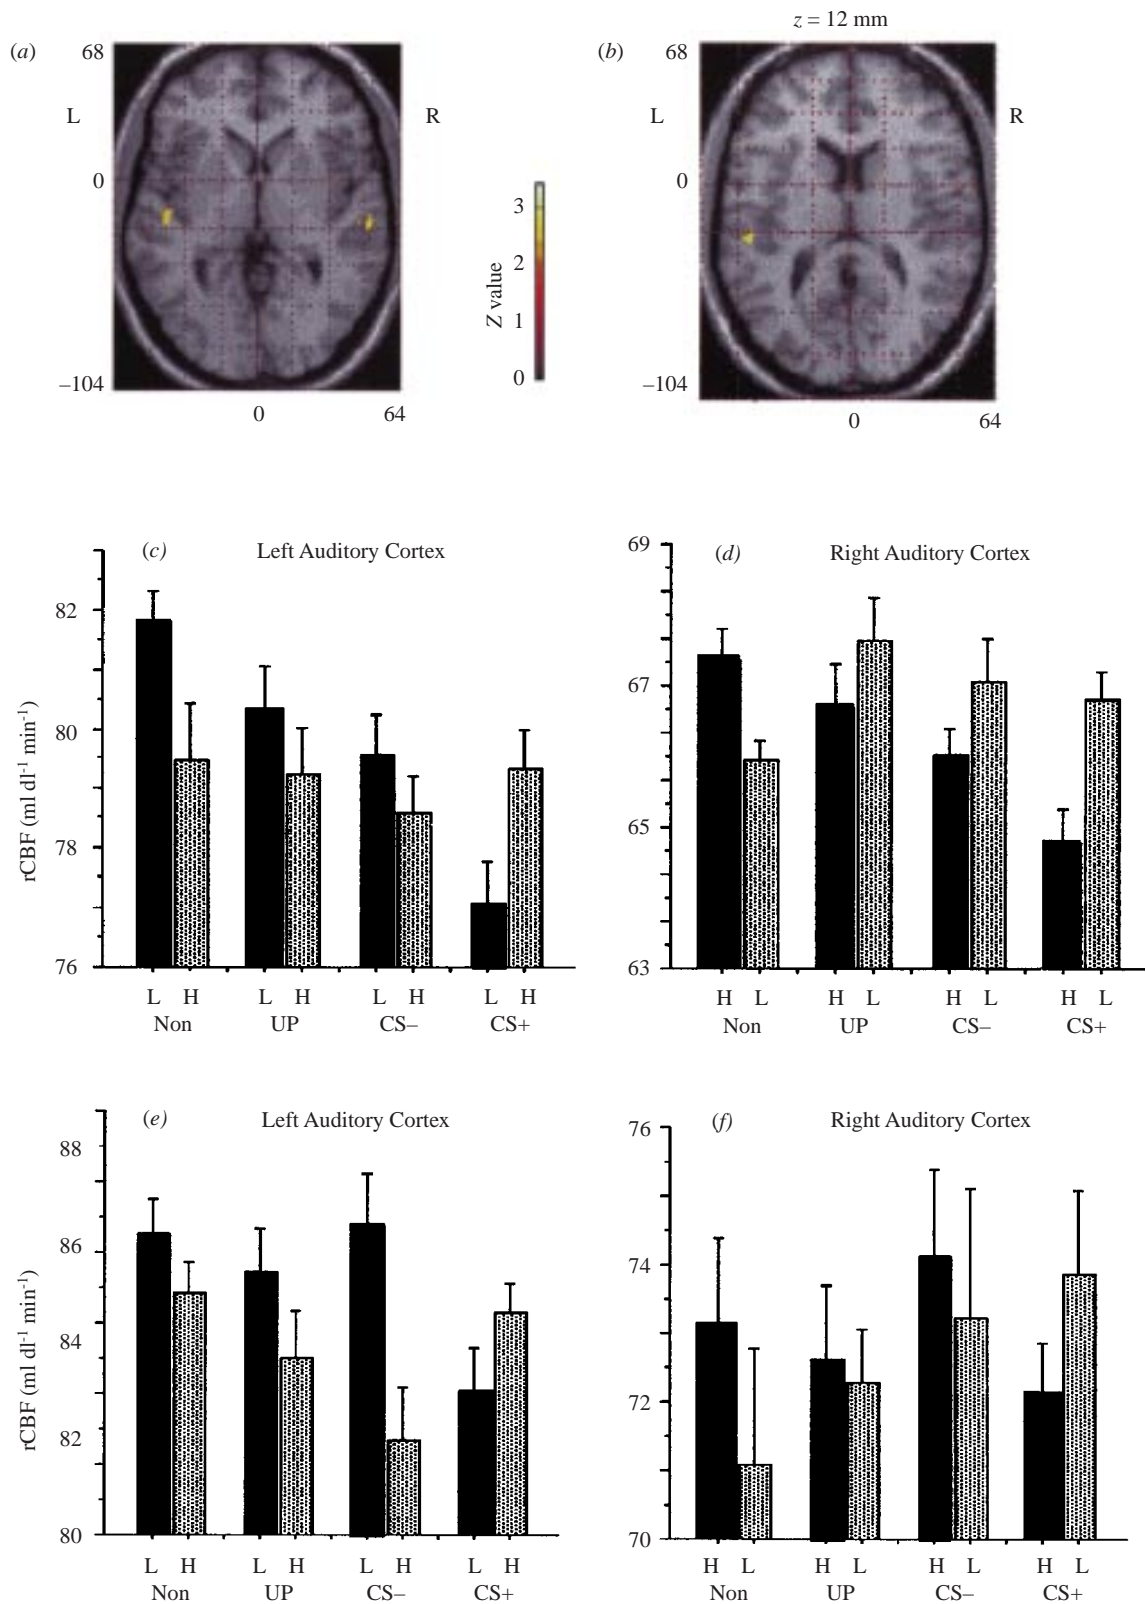 z = 12 mm
(a)
68
L
R
0
–104
0
64
3
2
1
0
Z value
(b)
68
L
R
0
–104
0
64
(c)
Left Auditory Cortex
82
80
78
76
rCBF (ml dl-1 min-1)
L H L H L H L H
Non UP CS– CS+
(d)
Right Auditory Cortex
69
67
65
63
H L H L H L H L
Non UP CS– CS+
(e)
Left Auditory Cortex
88
86
84
82
80
rCBF (ml dl-1 min-1)
L H L H L H L H
Non UP CS– CS+
(f)
Right Auditory Cortex
76
74
72
70
H L H L H L H L
Non UP CS– CS+